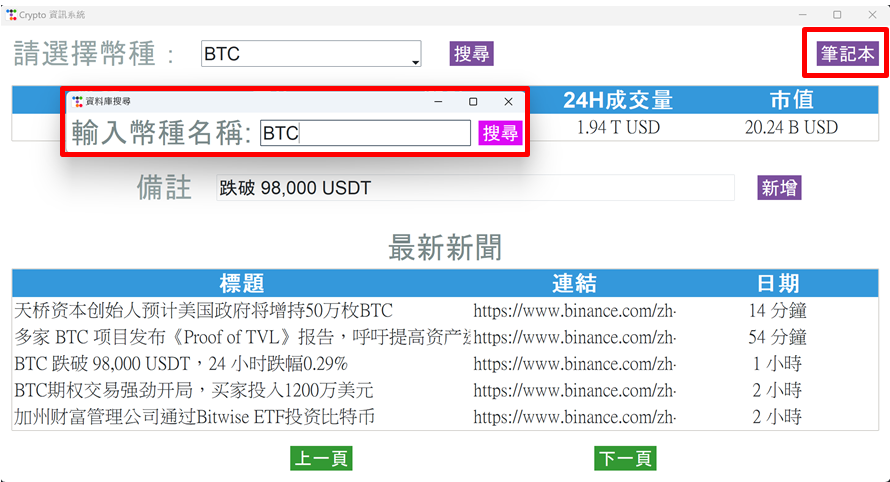 Crypto 資訊系統
請選擇幣種： BTC 搜尋 筆記本
資料庫搜尋
24H成交量 市值
輸入幣種名稱: BTC 搜尋
1.94 T USD 20.24 B USD
備註 跌破 98,000 USDT 新增
最新新聞
標題 連結 日期
天桥资本创始人预计美国政府将增持50万枚BTC https://www.binance.com/zh- 14 分鐘
多家 BTC 项目发布《Proof of TVL》报告，呼吁提高资产 https://www.binance.com/zh- 54 分鐘
BTC 跌破 98,000 USDT，24 小时跌幅0.29% https://www.binance.com/zh- 1 小時
BTC期权交易强劲开局，买家投入1200万美元 https://www.binance.com/zh- 2 小時
加州财富管理公司通过Bitwise ETF投资比特币 https://www.binance.com/zh- 2 小時
上一頁 下一頁